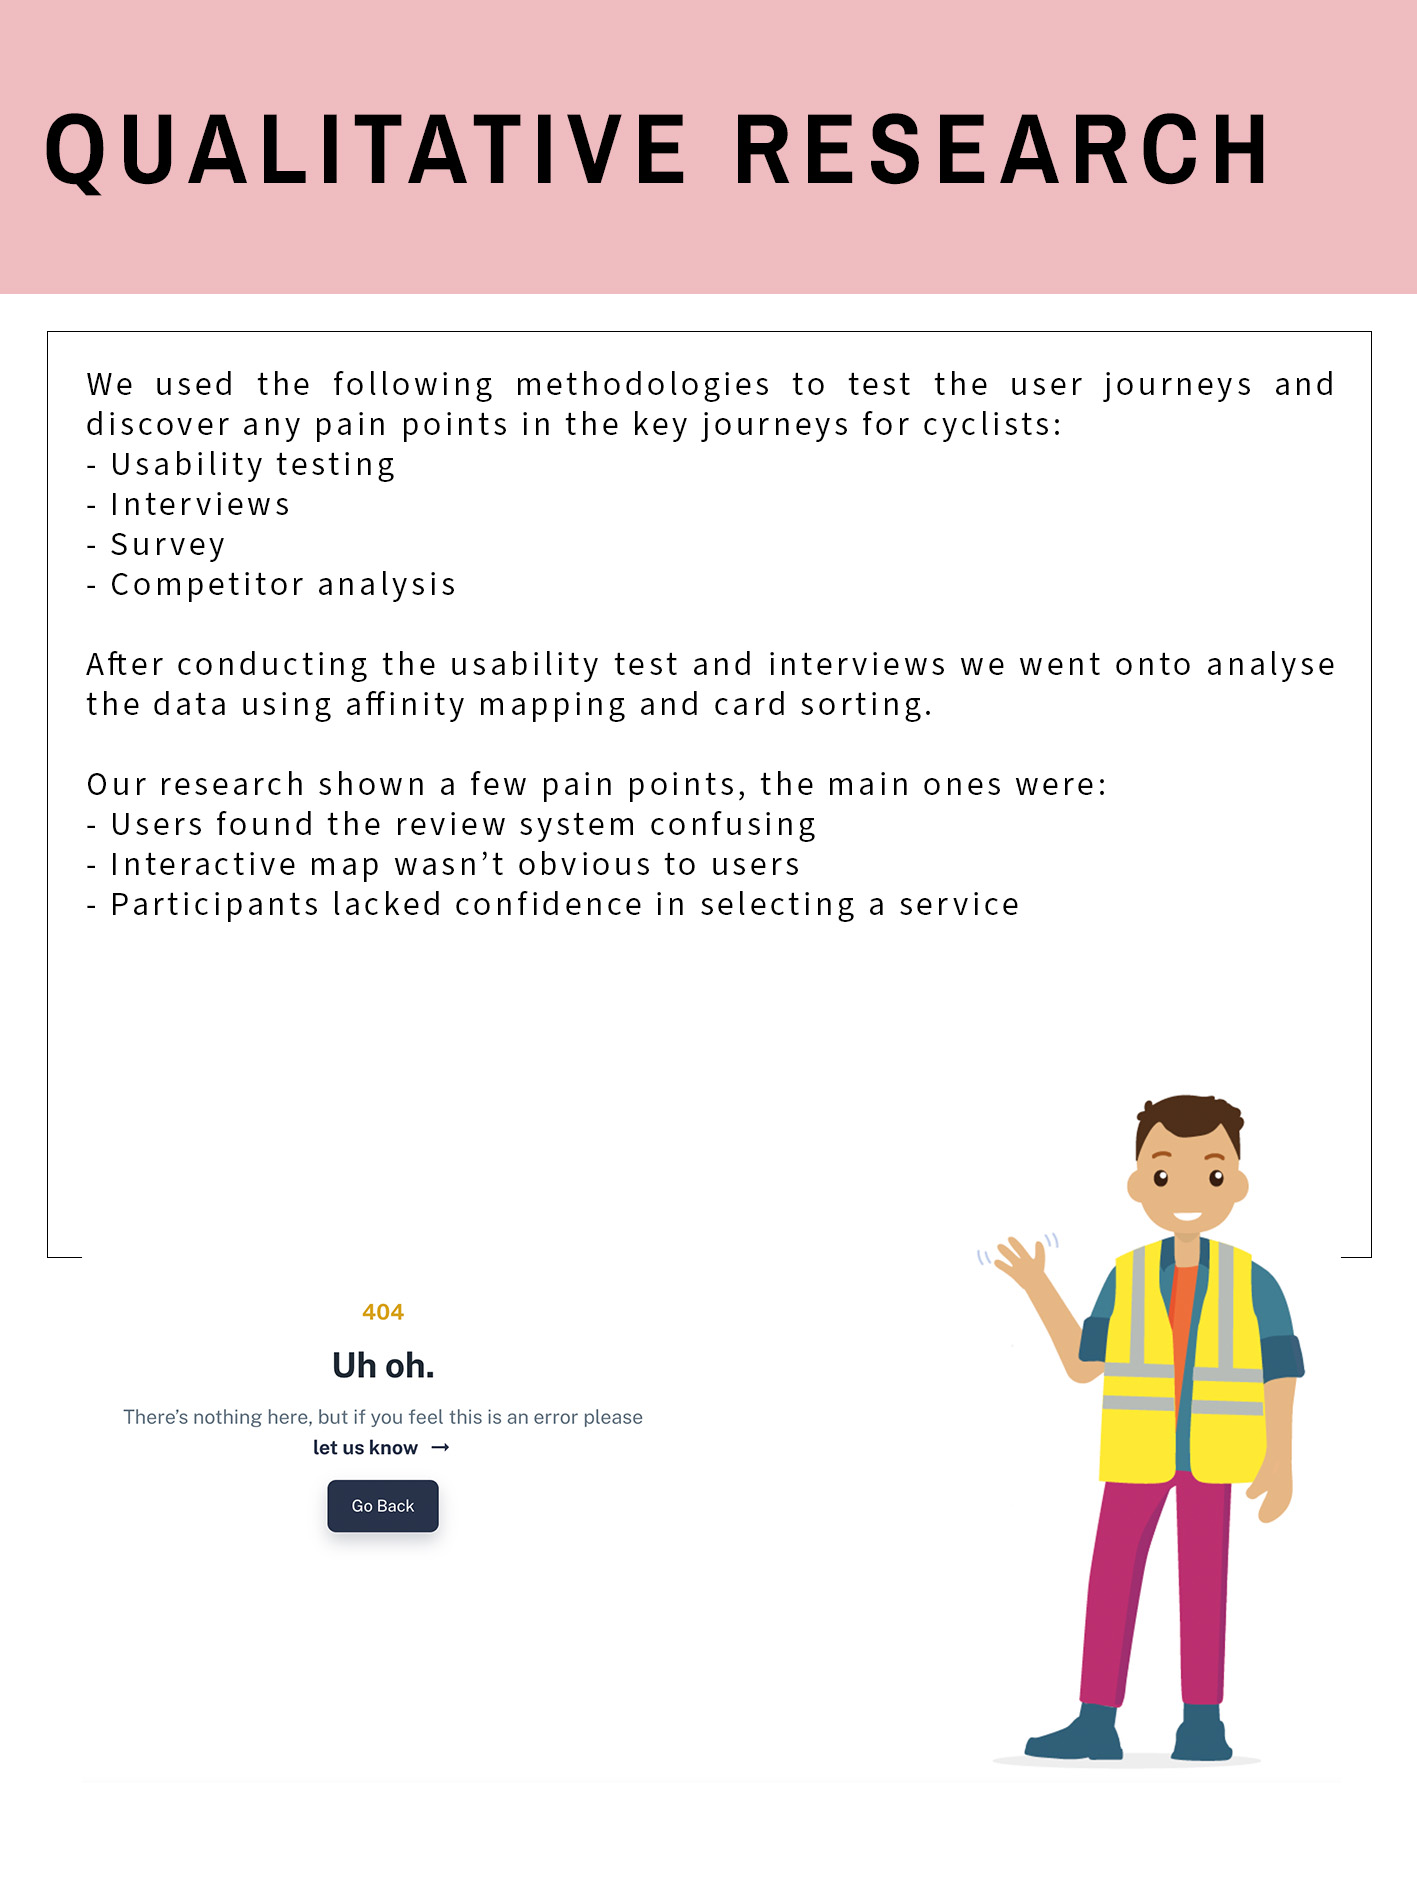 QUALITATIVE RESEARCH
We used the following methodologies to test the user journeys and
discover any pain points in the key journeys for cyclists:
- Usability testing
- Interviews
- Survey
- Competitor analysis
After conducting the usability test and interviews we went onto analyse
the data using affinity mapping and card sorting.
Our research shown a few pain points, the main ones were:
- Users found the review system confusing
- Interactive map wasn’t obvious to users
- Participants lacked confidence in selecting a service
404
Uh oh.
There’s nothing here, but if you feel this is an error please
let us know →
Go Back